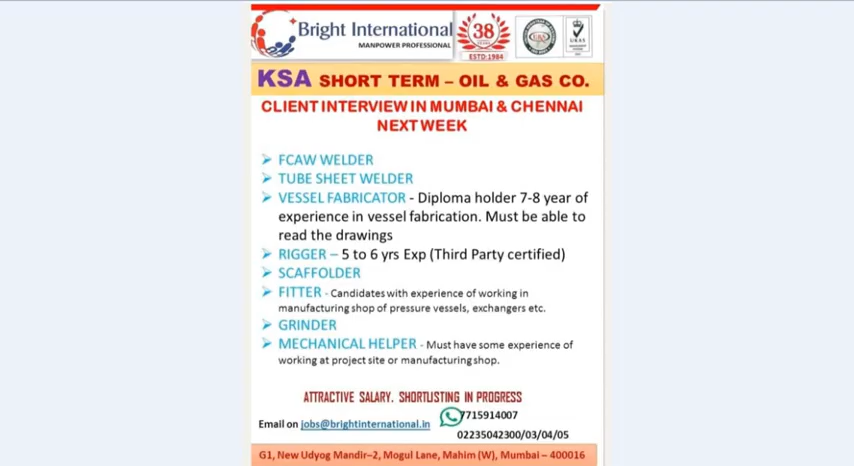 Bright International
MANPOWER PROFESSIONAL
38
YEARS
ESTD:1984
UKAS
KSA SHORT TERM – OIL & GAS CO.
CLIENT INTERVIEW IN MUMBAI & CHENNAI
NEXT WEEK
➢ FCAW WELDER
➢ TUBE SHEET WELDER
➢ VESSEL FABRICATOR - Diploma holder 7-8 year of
experience in vessel fabrication. Must be able to
read the drawings
➢ RIGGER – 5 to 6 yrs Exp (Third Party certified)
➢ SCAFFOLDER
➢ FITTER - Candidates with experience of working in
manufacturing shop of pressure vessels, exchangers etc.
➢ GRINDER
➢ MECHANICAL HELPER - Must have some experience of
working at project site or manufacturing shop.
ATTRACTIVE SALARY. SHORTLISTING IN PROGRESS
Email on jobs@brightinternational.in
7715914007
02235042300/03/04/05
G1, New Udyog Mandir–2, Mogul Lane, Mahim (W), Mumbai – 400016